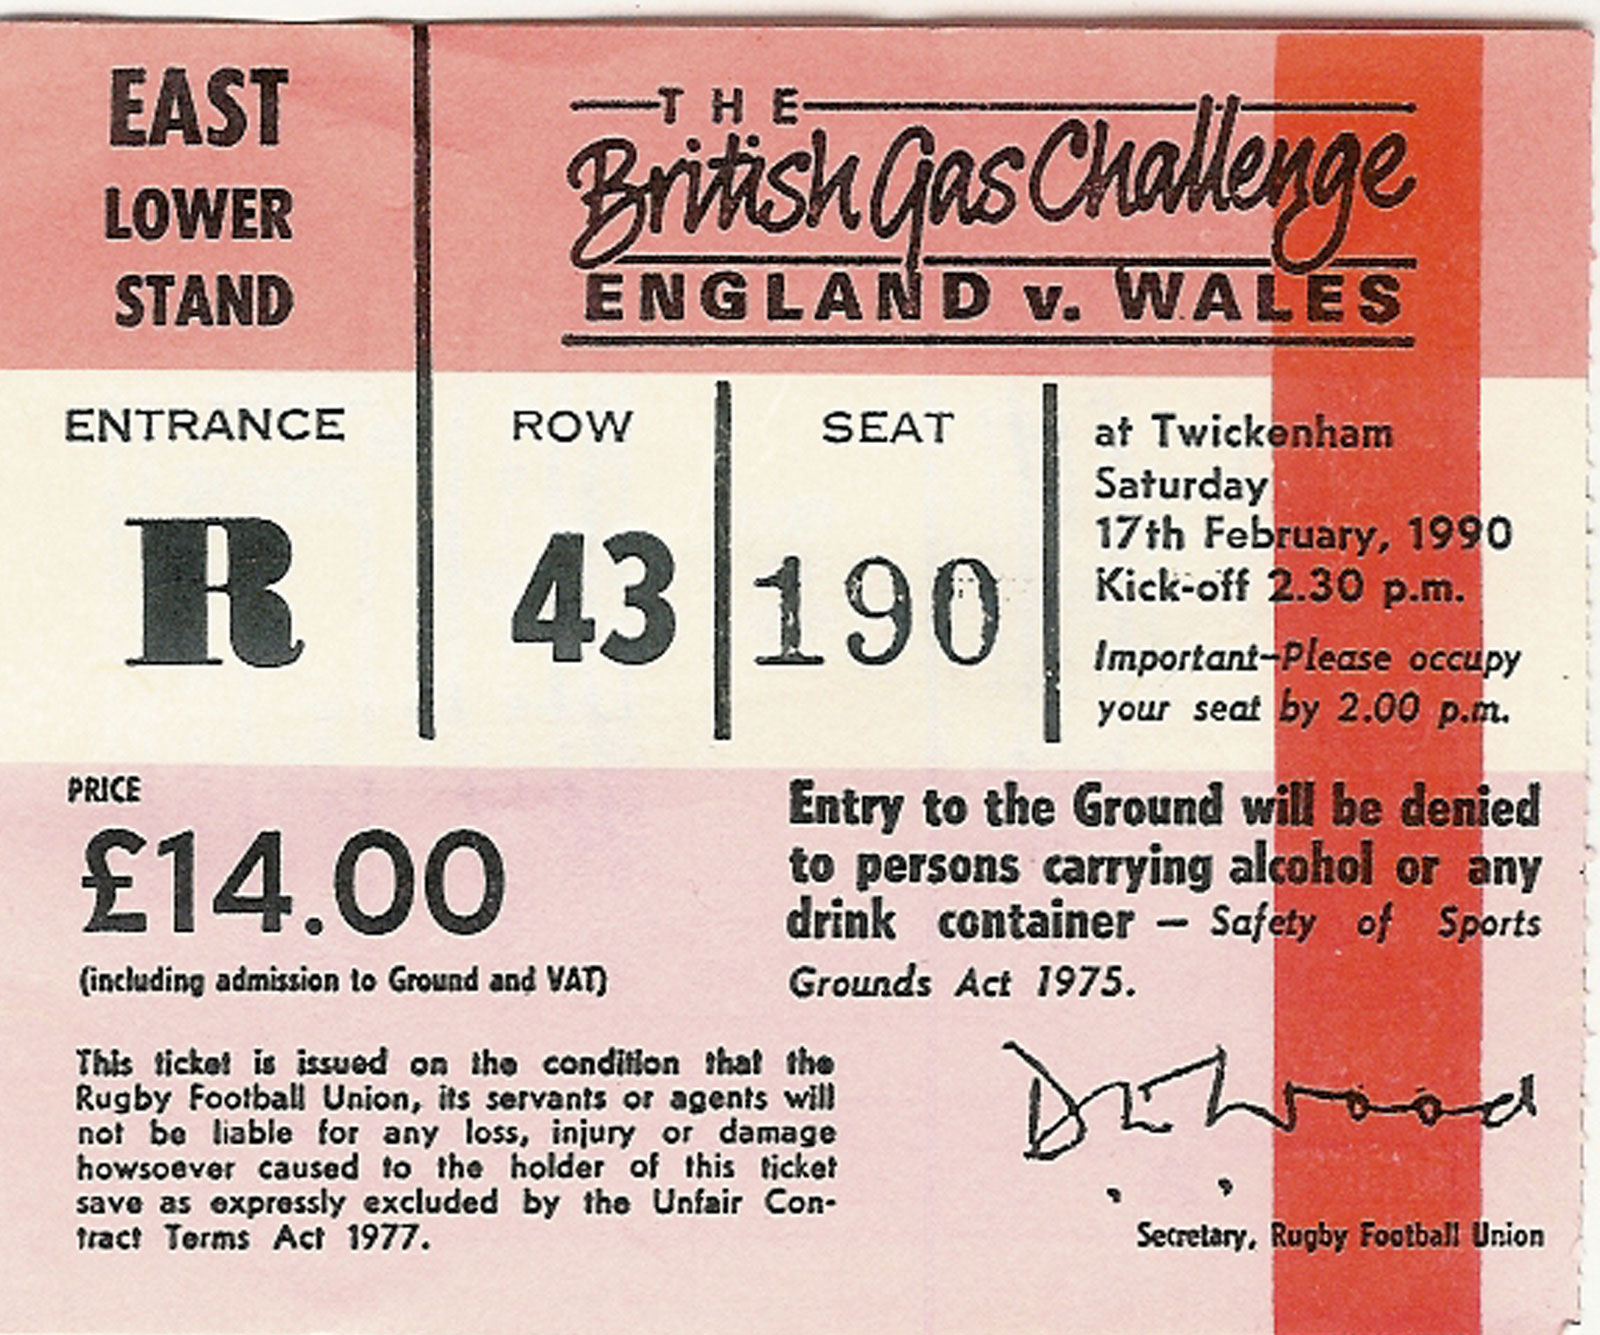 EAST
LOWER
STAND
THE
British Gas Challenge
ENGLAND v. WALES
ENTRANCE
R
ROW
43
SEAT
190
at Twickenham
Saturday
17th February, 1990
Kick-off 2.30 p.m.
Important-Please occupy
your seat by 2.00 p.m.
PRICE
£14.00
(including admission to Ground and VAT)
Entry to the Ground will be denied
to persons carrying alcohol or any
drink container — Safety of Sports
Grounds Act 1975.
This ticket is issued on the condition that the
Rugby Football Union, its servants or agents will
not be liable for any loss, injury or damage
howsoever caused to the holder of this ticket
save as expressly excluded by the Unfair Con-
tract Terms Act 1977.
Secretary, Rugby Football Union